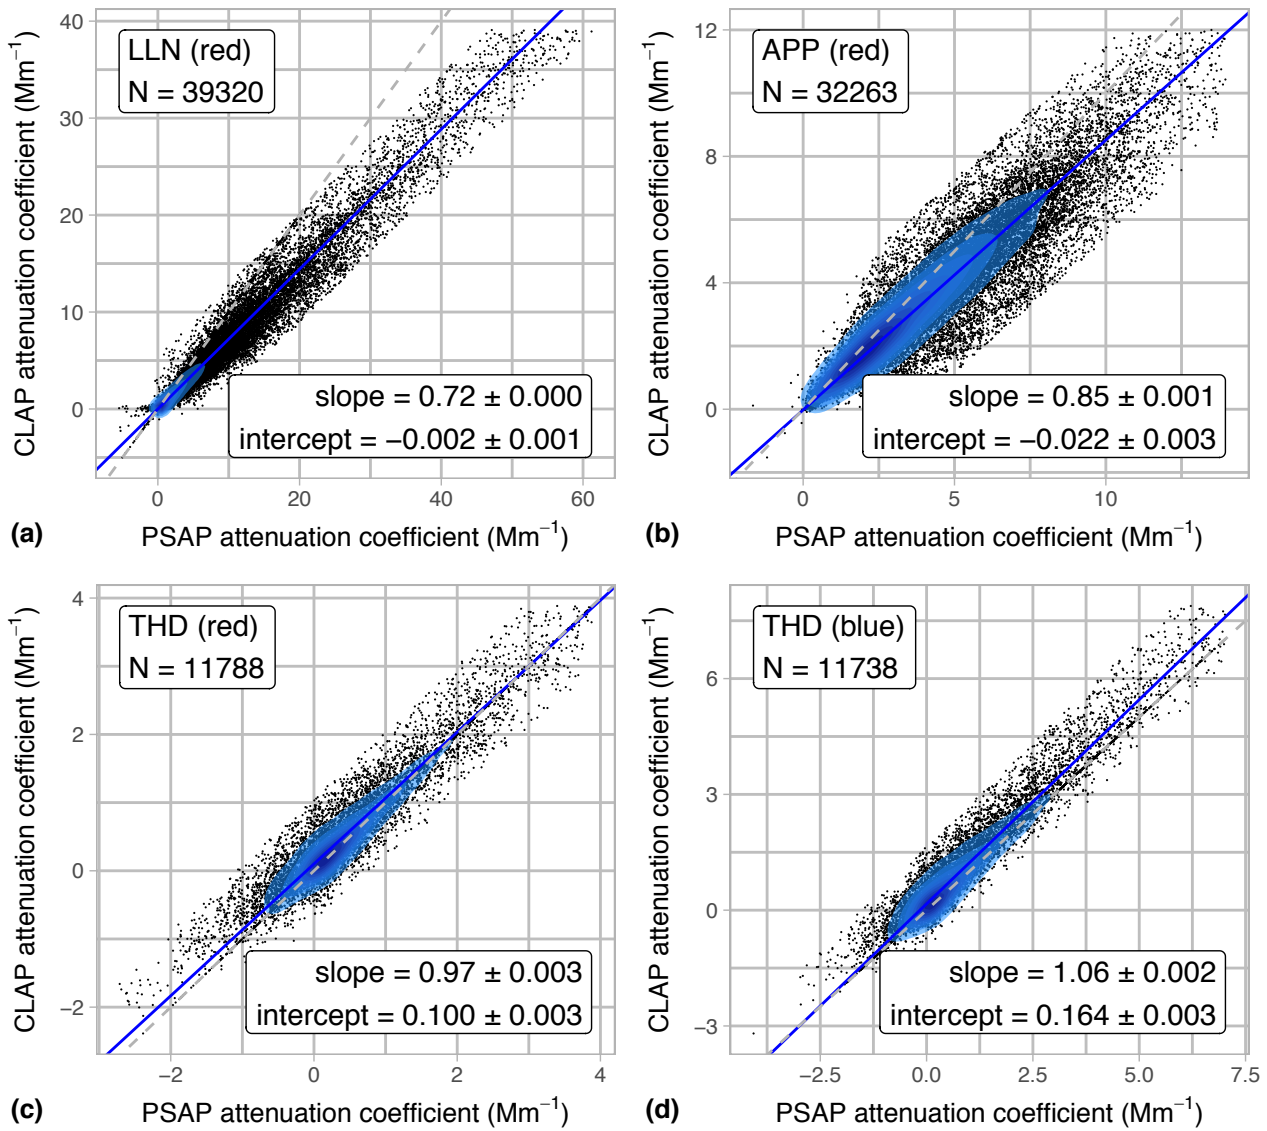 40
30
20
10
0
CLAP attenuation coefficient (Mm⁻¹)
LLN (red)
N = 39320
slope = 0.72 ± 0.000
intercept = −0.002 ± 0.001
0
20
40
60
(a)
PSAP attenuation coefficient (Mm⁻¹)
12
8
4
0
CLAP attenuation coefficient (Mm⁻¹)
APP (red)
N = 32263
slope = 0.85 ± 0.001
intercept = −0.022 ± 0.003
0
5
10
(b)
PSAP attenuation coefficient (Mm⁻¹)
4
2
0
−2
CLAP attenuation coefficient (Mm⁻¹)
THD (red)
N = 11788
slope = 0.97 ± 0.003
intercept = 0.100 ± 0.003
−2
0
2
4
(c)
PSAP attenuation coefficient (Mm⁻¹)
6
3
0
−3
CLAP attenuation coefficient (Mm⁻¹)
THD (blue)
N = 11738
slope = 1.06 ± 0.002
intercept = 0.164 ± 0.003
−2.5
0.0
2.5
5.0
7.5
(d)
PSAP attenuation coefficient (Mm⁻¹)